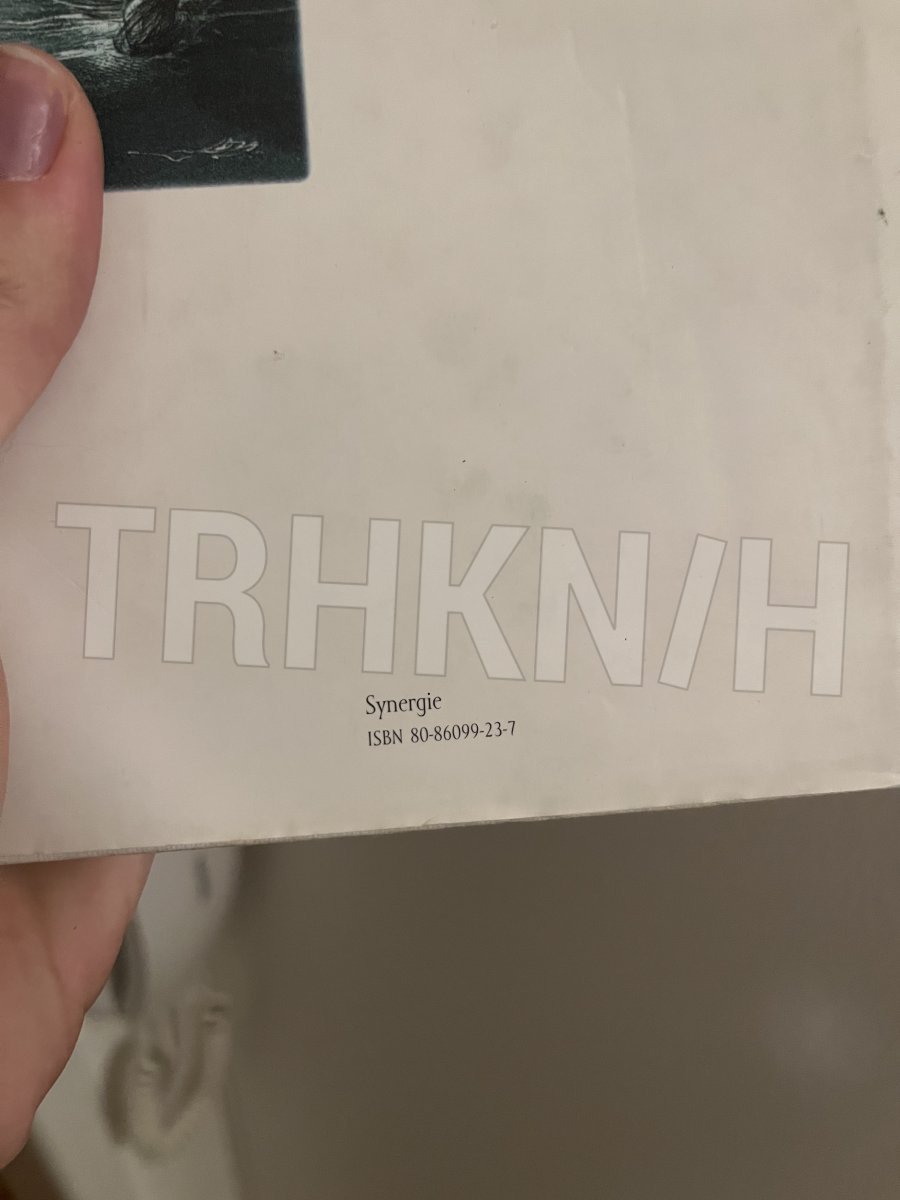 TRHKN/H
Synergie
ISBN 80-86099-23-7